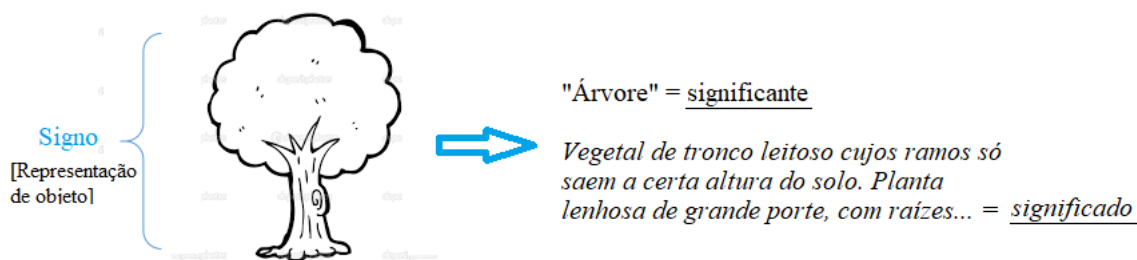 Signo
[Representação
de objeto]
"Árvore" = significante
Vegetal de tronco leitoso cujos ramos só
saem a certa altura do solo. Planta
lenhosa de grande porte, com raízes... = significado